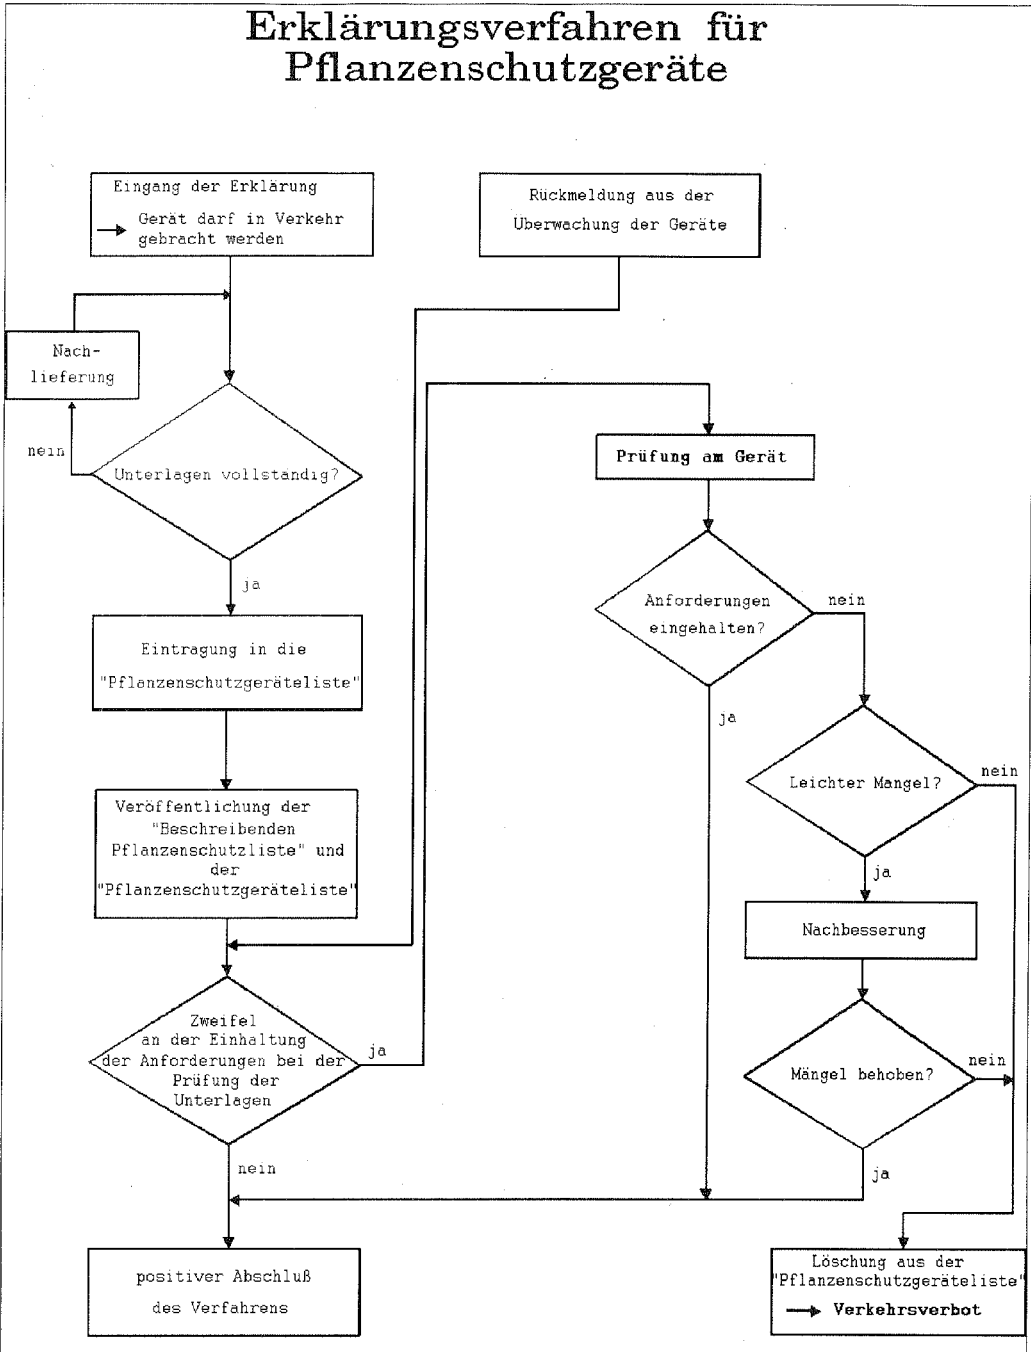 Erklärungsverfahren für
Pflanzenschutzgeräte
Eingang der Erklärung
Gerät darf in Verkehr
gebracht werden
Rückmeldung aus der
Überwachung der Geräte
Nach-
lieferung
nein
Unterlagen vollständig?
ja
Eintragung in die
"Pflanzenschutzgeräteliste"
Veröffentlichung der
"Beschreibenden
Pflanzenschutzliste" und
der
"Pflanzenschutzgeräteliste"
Zweifel
an der Einhaltung
der Anforderungen bei der
Prüfung der
Unterlagen
ja
nein
positiver Abschluß
des Verfahrens
Prüfung am Gerät
Anforderungen
eingehalten?
nein
ja
Leichter Mangel?
nein
ja
Nachbesserung
Mängel behoben?
nein
ja
Löschung aus der
"Pflanzenschutzgeräteliste"
Verkehrsverbot